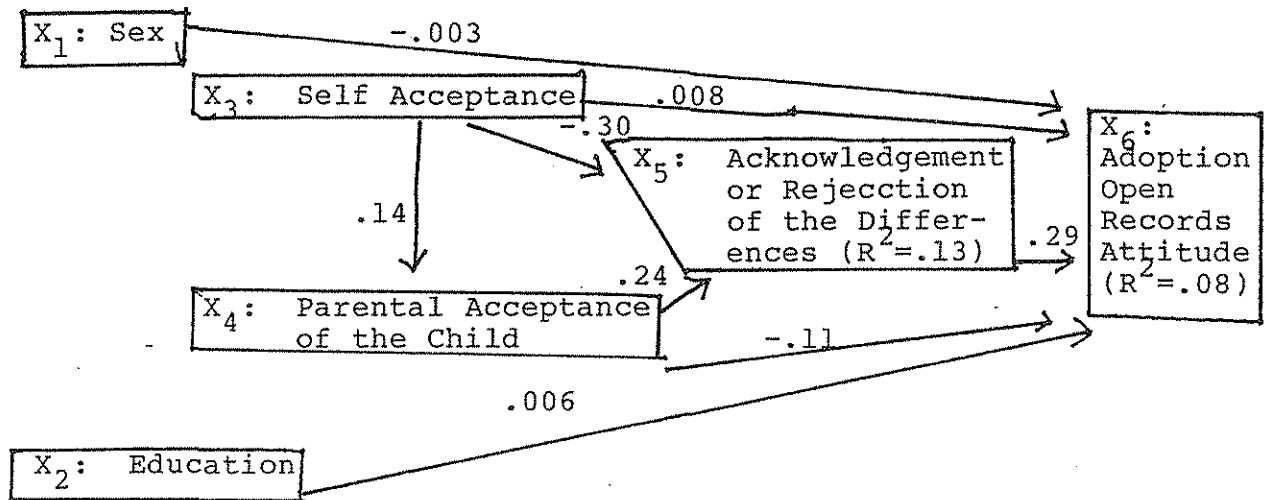 X₁: Sex
-.003
X₃: Self Acceptance
.008
-.30
X₅: Acknowledgement
or Rejecction
of the Differ-
ences (R²=.13)
X₆:
Adoption
Open
Records
Attitude
(R²=.08)
.14
.29
.24
X₄: Parental Acceptance
of the Child
-.11
.006
X₂: Education